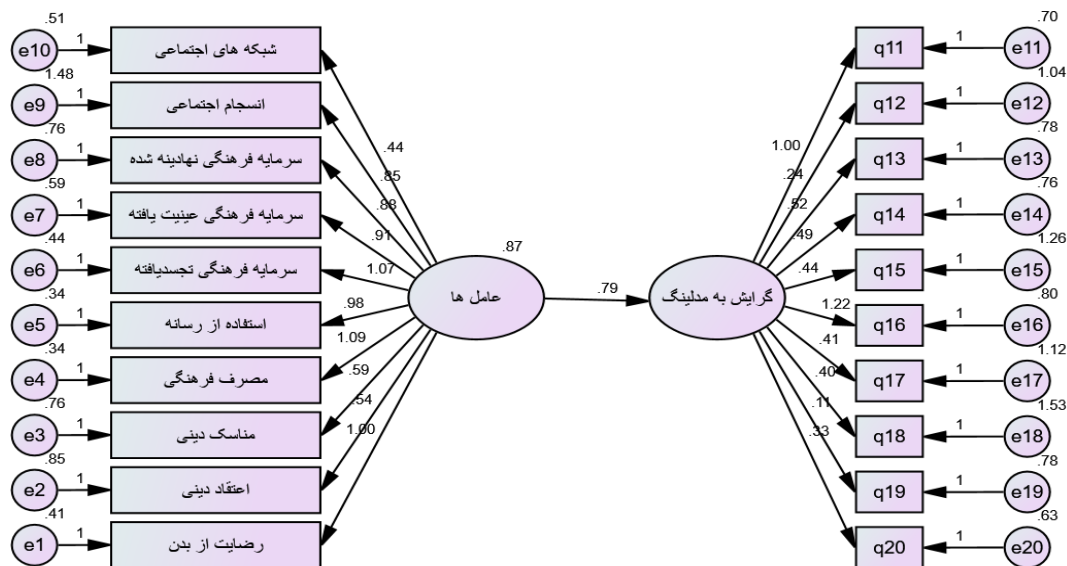 .51
e10
1
شبکه های اجتماعی
1.48
e9
1
انسجام اجتماعی
.76
e8
1
سرمایه فرهنگی نهادینه شده
.59
e7
1
سرمایه فرهنگی عینیت یافته
.44
e6
1
سرمایه فرهنگی تجسدیافته
.34
e5
1
استفاده از رسانه
.34
e4
1
مصرف فرهنگی
.76
e3
1
مناسک دینی
.85
e2
1
اعتقاد دینی
.41
e1
1
رضایت از بدن
.44
.85
.88
.91
1.07
.98
1.09
.59
.54
1.00
.87
عامل ها
.79
گرایش به مدلینگ
1.00
.24
.52
.49
.44
1.22
.41
.40
.11
.33
.70
q11
1
e11
1.04
q12
1
e12
.78
q13
1
e13
.76
q14
1
e14
1.26
q15
1
e15
.80
q16
1
e16
1.12
q17
1
e17
1.53
q18
1
e18
.78
q19
1
e19
.63
q20
1
e20